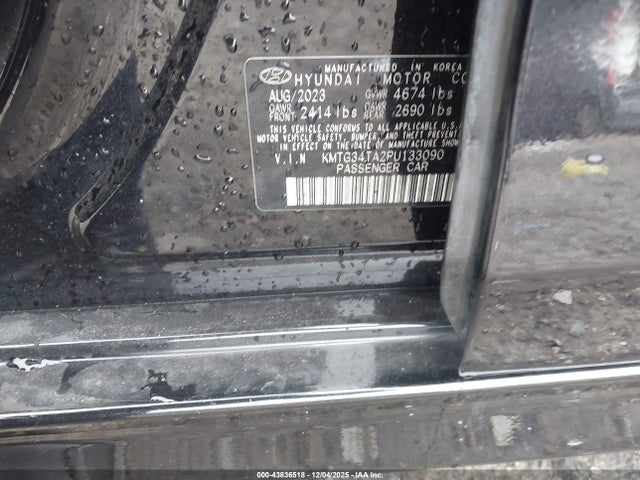 MANUFACTURED IN KOREA
HYUNDAI MOTOR CO
AUG/2023 GVWR 4674 lbs
GAWR FRONT 2414 lbs GAWR REAR 2690 lbs
THIS VEHICLE CONFORMS TO ALL APPLICABLE U.S.
MOTOR VEHICLE SAFETY, BUMPER, AND THEFT
IN EFFECT ON THE DATE OF MANUFACTURE SHOW
V.I.N KMTG34TA2PU133090
PASSENGER CAR
000-43836518 | 12/04/2025 | IAA Inc.